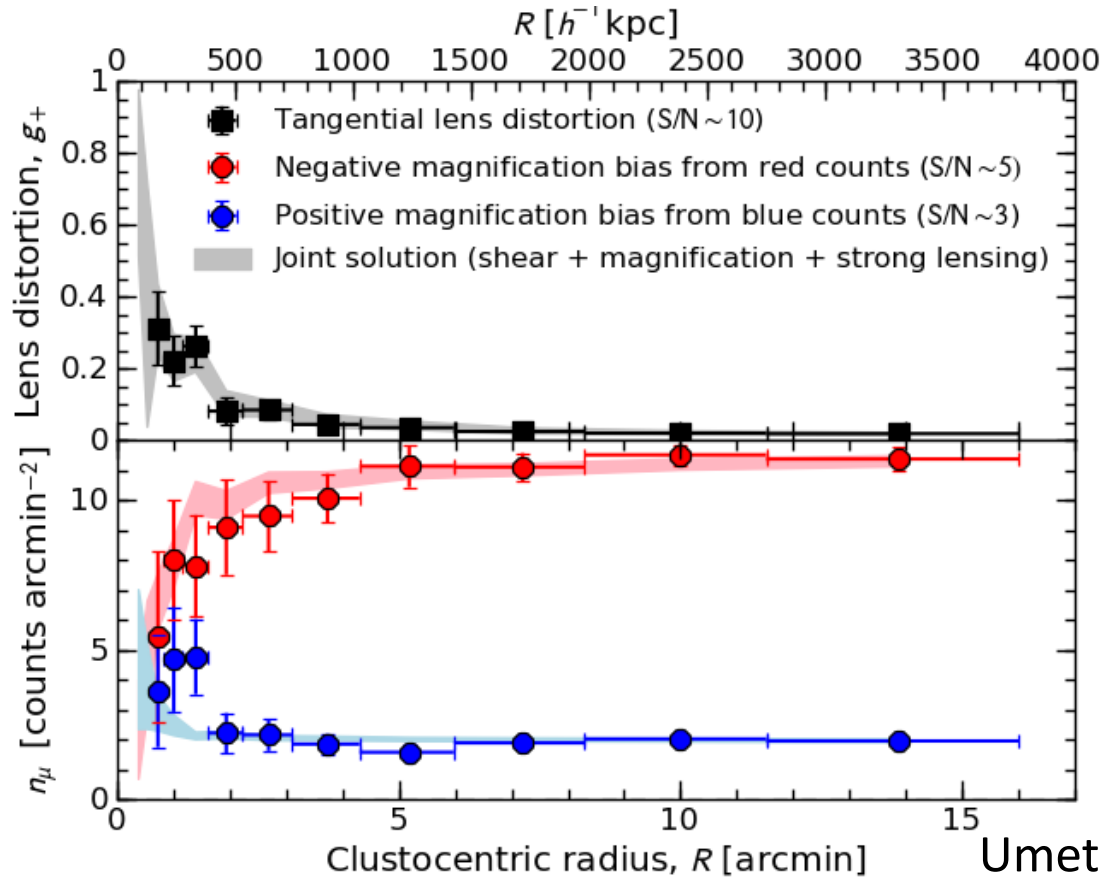 R [h⁻¹ kpc]
0 500 1000 1500 2000 2500 3000 3500 4000
1
0.8
0.6
0.4
0.2
0
Lens distortion, g₊
Tangential lens distortion (S/N~10)
Negative magnification bias from red counts (S/N~5)
Positive magnification bias from blue counts (S/N~3)
Joint solution (shear + magnification + strong lensing)
10
5
0
nμ [counts arcmin⁻²]
0 5 10 15
Clustocentric radius, R [arcmin]
Umet